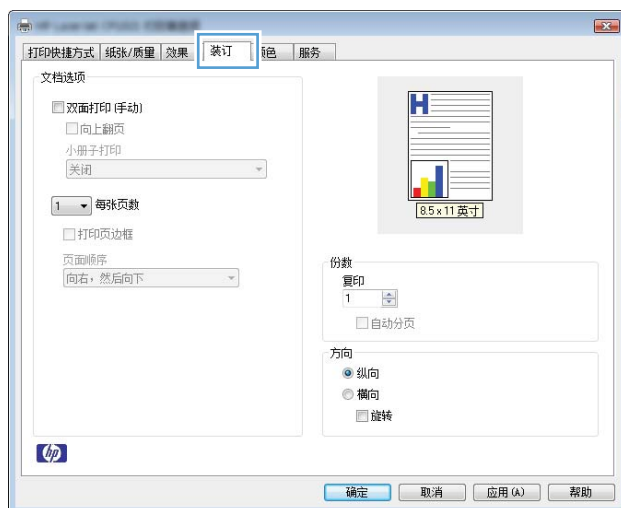 打印快捷方式 纸张/质量 效果 装订 颜色 服务
文档选项
双面打印(手动)
向上翻页
小册子打印
关闭
1 每张页数
打印页边框
页面顺序
向右，然后向下
8.5 x 11 英寸
份数
复印
1
自动分页
方向
纵向
横向
旋转
hp
确定 取消 应用(A) 帮助